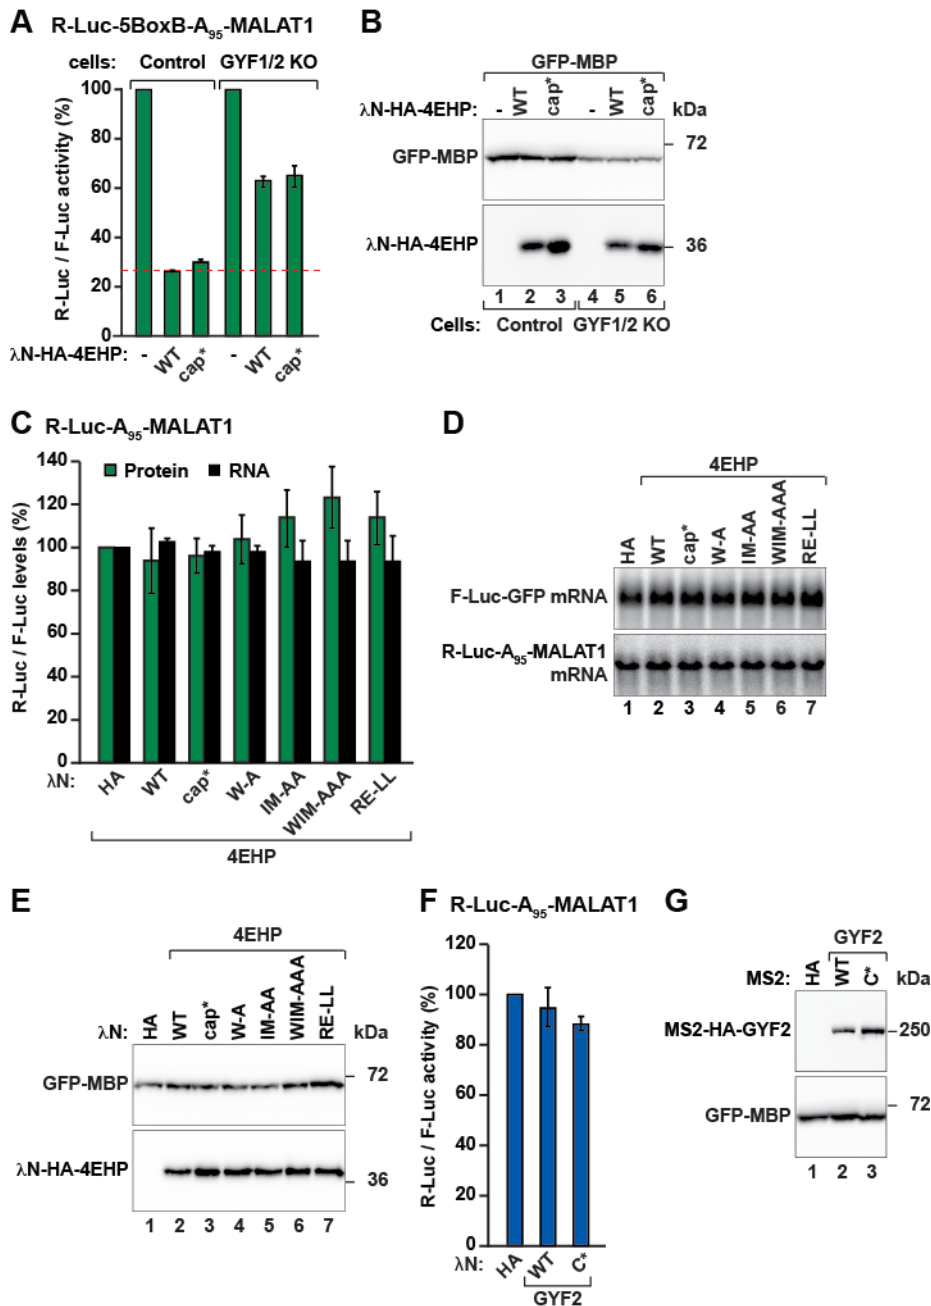 A R-Luc-5BoxB-A95-MALAT1
cells: Control GYF1/2 KO
R-Luc / F-Luc activity (%)
100
80
60
40
20
0
λN-HA-4EHP: - WT cap* - WT cap*
B
GFP-MBP
λN-HA-4EHP: - WT cap* - WT cap* kDa
GFP-MBP 72
λN-HA-4EHP 36
1 2 3 4 5 6
Cells: Control GYF1/2 KO
C R-Luc-A95-MALAT1
Protein RNA
R-Luc / F-Luc levels (%)
140
120
100
80
60
40
20
0
λN: HA WT cap* W-A IM-AA WIM-AAA RE-LL
4EHP
D
4EHP
HA WT cap* W-A IM-AA WIM-AAA RE-LL
F-Luc-GFP mRNA
R-Luc-A95-MALAT1
mRNA
1 2 3 4 5 6 7
E
4EHP
λN: HA WT cap* W-A IM-AA WIM-AAA RE-LL kDa
GFP-MBP 72
λN-HA-4EHP 36
1 2 3 4 5 6 7
F R-Luc-A95-MALAT1
R-Luc / F-Luc activity (%)
120
100
80
60
40
20
0
λN: HA WT C*
GYF2
G
GYF2
MS2: HA WT C* kDa
MS2-HA-GYF2 250
GFP-MBP 72
1 2 3